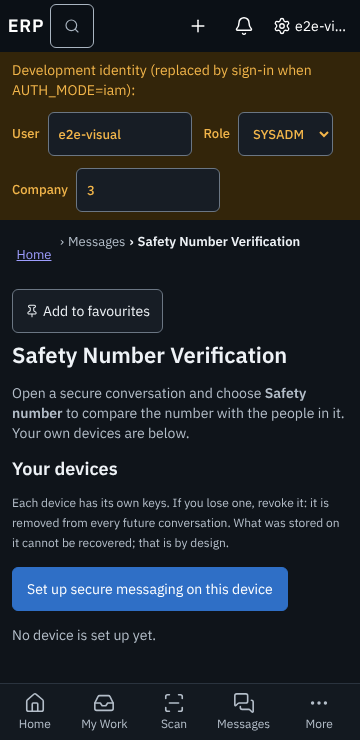 ERP
e2e-vi...
Development identity (replaced by sign-in when
AUTH_MODE=iam):
User e2e-visual Role SYSADM
Company 3
Home › Messages › Safety Number Verification
Add to favourites
Safety Number Verification
Open a secure conversation and choose Safety
number to compare the number with the people in it.
Your own devices are below.
Your devices
Each device has its own keys. If you lose one, revoke it: it is
removed from every future conversation. What was stored on
it cannot be recovered; that is by design.
Set up secure messaging on this device
No device is set up yet.
Home My Work Scan Messages More